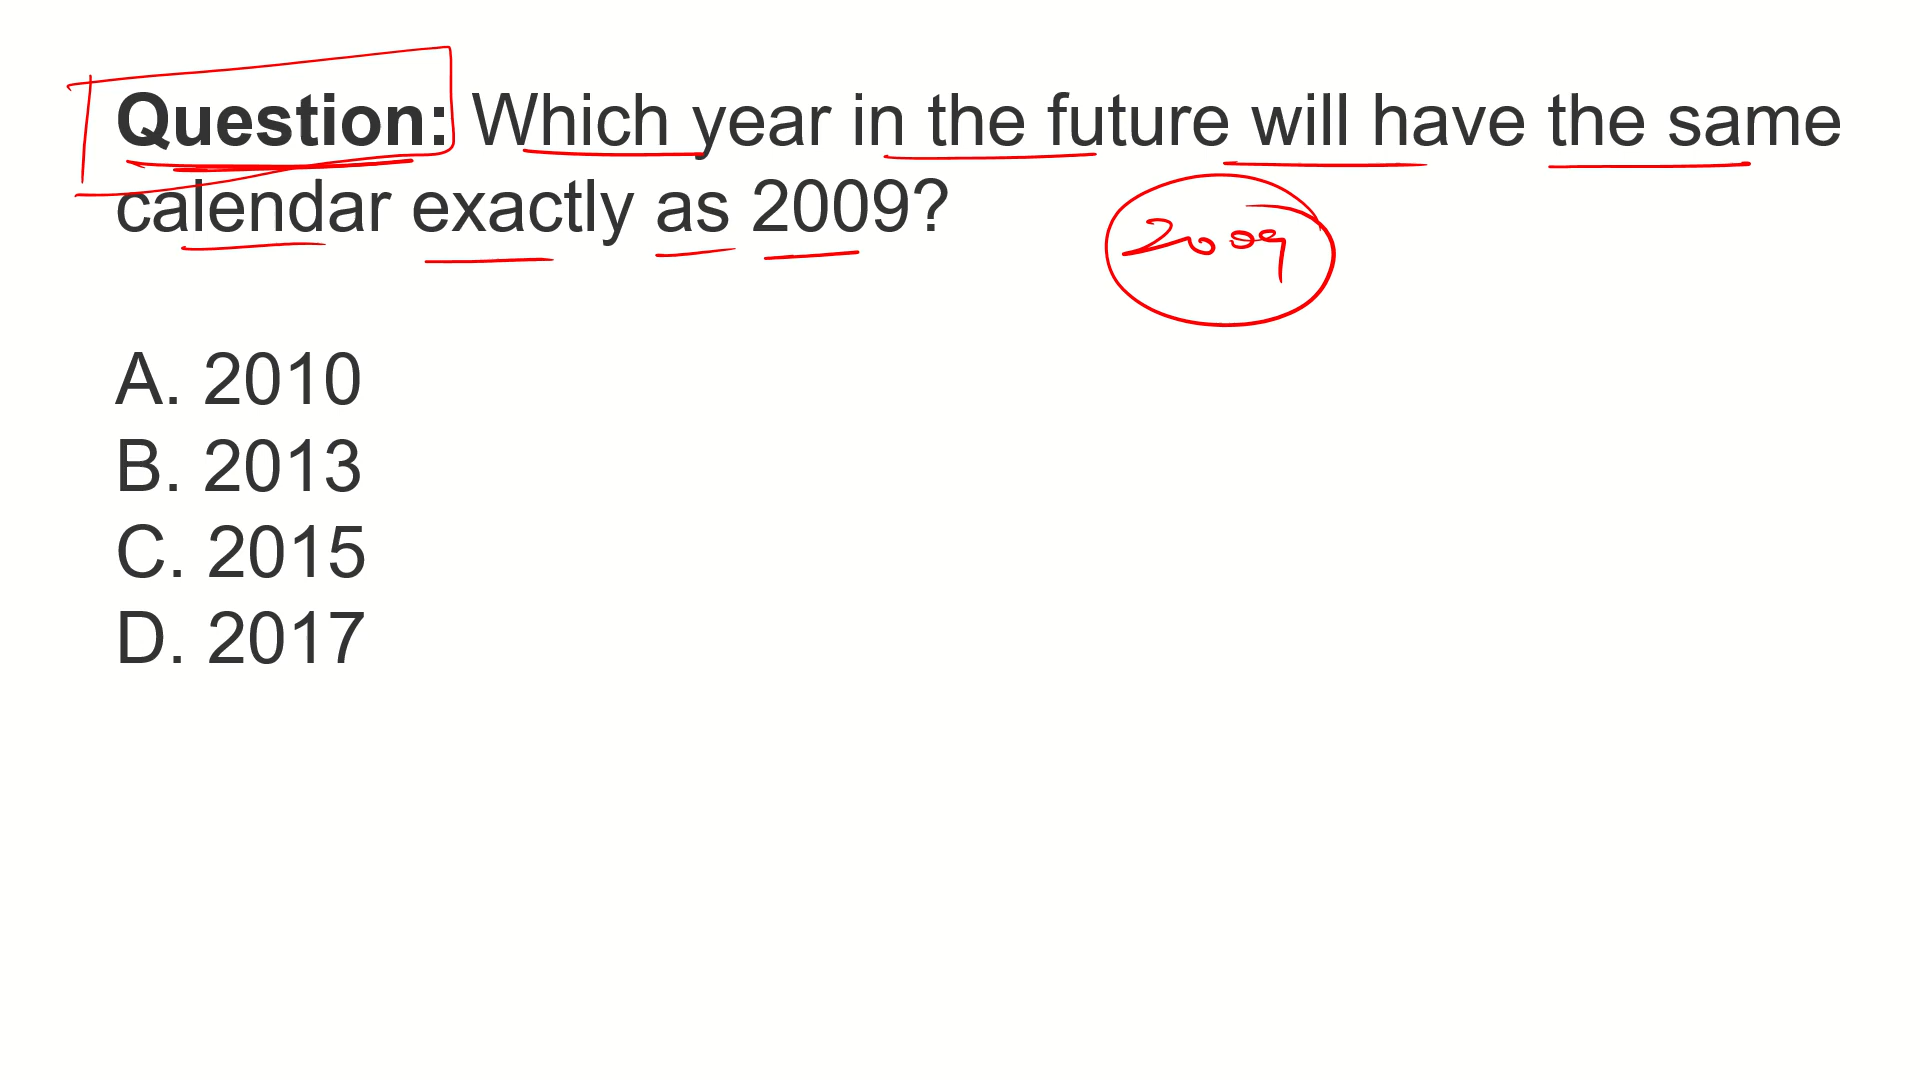 Question: Which year in the future will have the same
calendar exactly as 2009?
2009
A. 2010
B. 2013
C. 2015
D. 2017